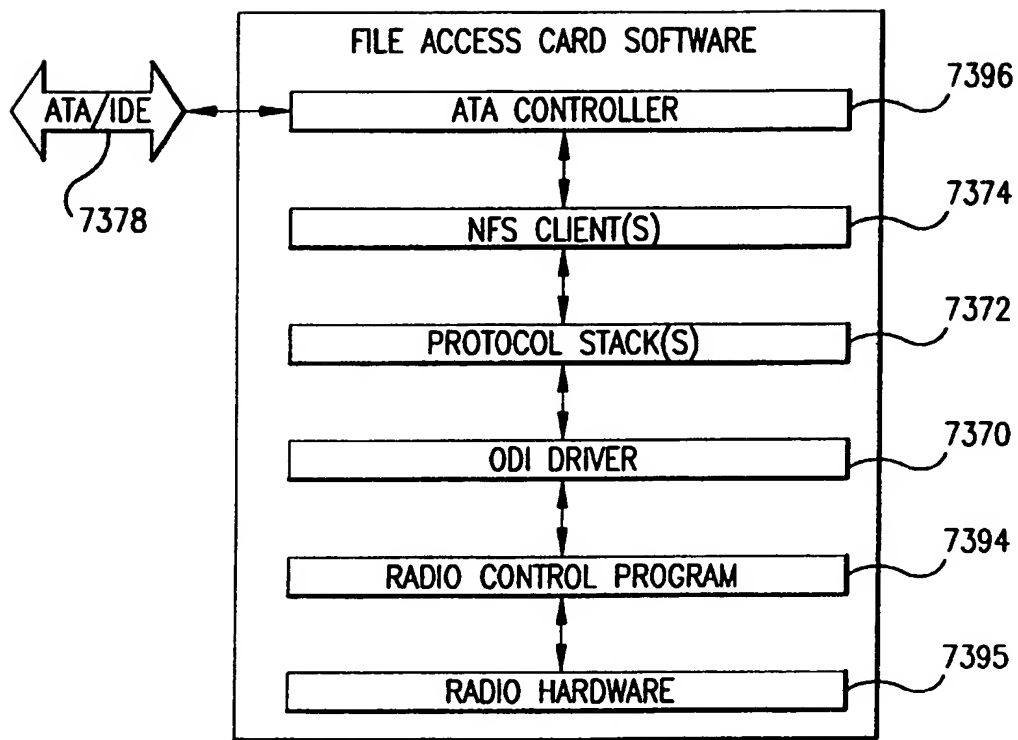 FILE ACCESS CARD SOFTWARE
ATA/IDE
7378
ATA CONTROLLER
7396
NFS CLIENT(S)
7374
PROTOCOL STACK(S)
7372
ODI DRIVER
7370
RADIO CONTROL PROGRAM
7394
RADIO HARDWARE
7395